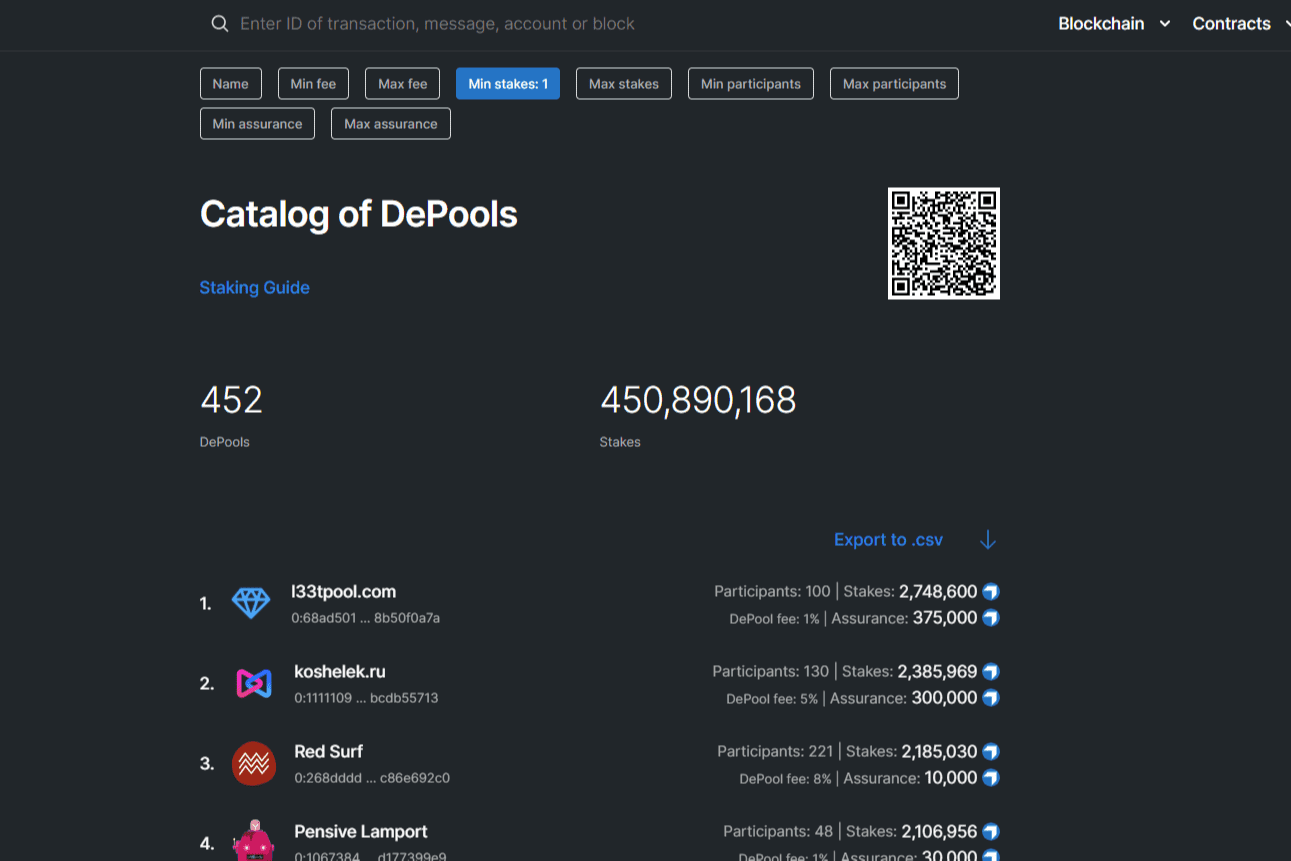 Enter ID of transaction, message, account or block
Blockchain Contracts
Name Min fee Max fee Min stakes: 1 Max stakes Min participants Max participants
Min assurance Max assurance
Catalog of DePools
Staking Guide
452 450,890,168
DePools Stakes
Export to .csv
1. l33tpool.com Participants: 100 | Stakes: 2,748,600
0:68ad501 ... 8b50f0a7a DePool fee: 1% | Assurance: 375,000
2. koshelek.ru Participants: 130 | Stakes: 2,385,969
0:1111109 ... bcdb55713 DePool fee: 5% | Assurance: 300,000
3. Red Surf Participants: 221 | Stakes: 2,185,030
0:268dddd ... c86e692c0 DePool fee: 8% | Assurance: 10,000
4. Pensive Lamport Participants: 48 | Stakes: 2,106,956
0:1067384 ... d177399e9 DePool fee: 1% | Assurance: 30,000